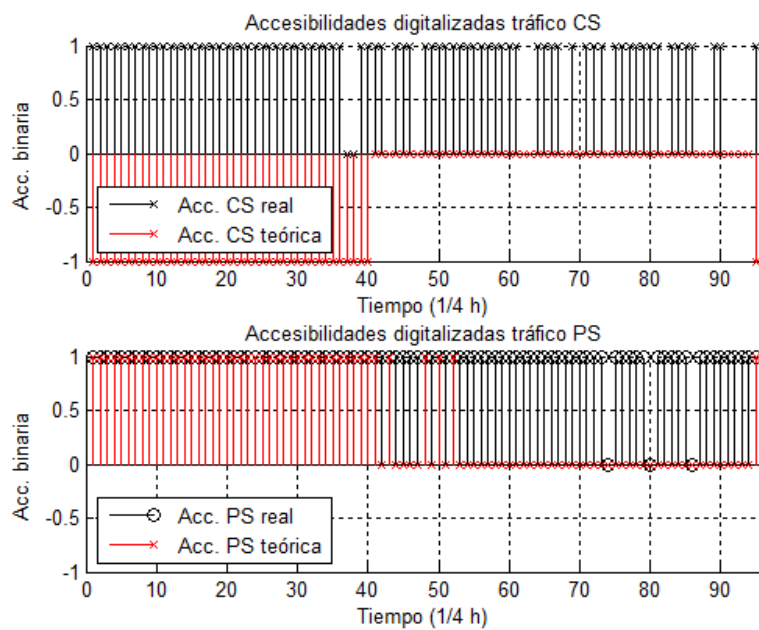 Accesibilidades digitalizadas tráfico CS
Acc. binaria
1
0.5
0
-0.5
-1
Acc. CS real
Acc. CS teórica
0 10 20 30 40 50 60 70 80 90
Tiempo (1/4 h)
Accesibilidades digitalizadas tráfico PS
Acc. binaria
1
0.5
0
-0.5
-1
Acc. PS real
Acc. PS teórica
0 10 20 30 40 50 60 70 80 90
Tiempo (1/4 h)